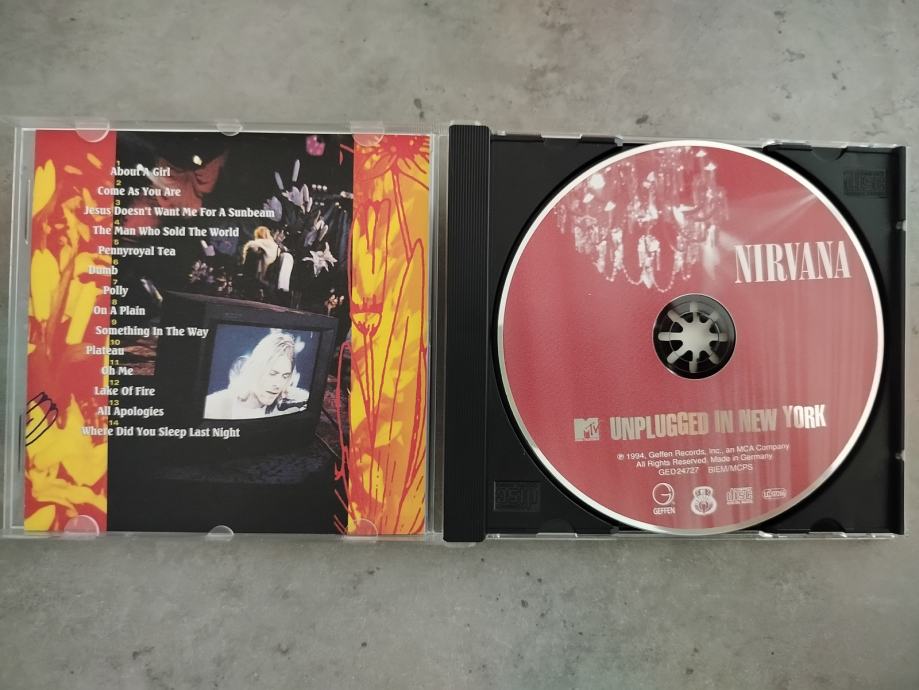 1
About A Girl
2
Come As You Are
3
Jesus Doesn't Want Me For A Sunbeam
4
The Man Who Sold The World
5
Pennyroyal Tea
6
Dumb
7
Polly
8
On A Plain
9
Something In The Way
10
Plateau
11
Oh Me
12
Lake Of Fire
13
All Apologies
14
Where Did You Sleep Last Night
NIRVANA
MTV UNPLUGGED IN NEW YORK
℗ 1994, Geffen Records, Inc., an MCA Company
All Rights Reserved. Made in Germany
GED24727 BIEM/MCPS
GEFFEN
disc